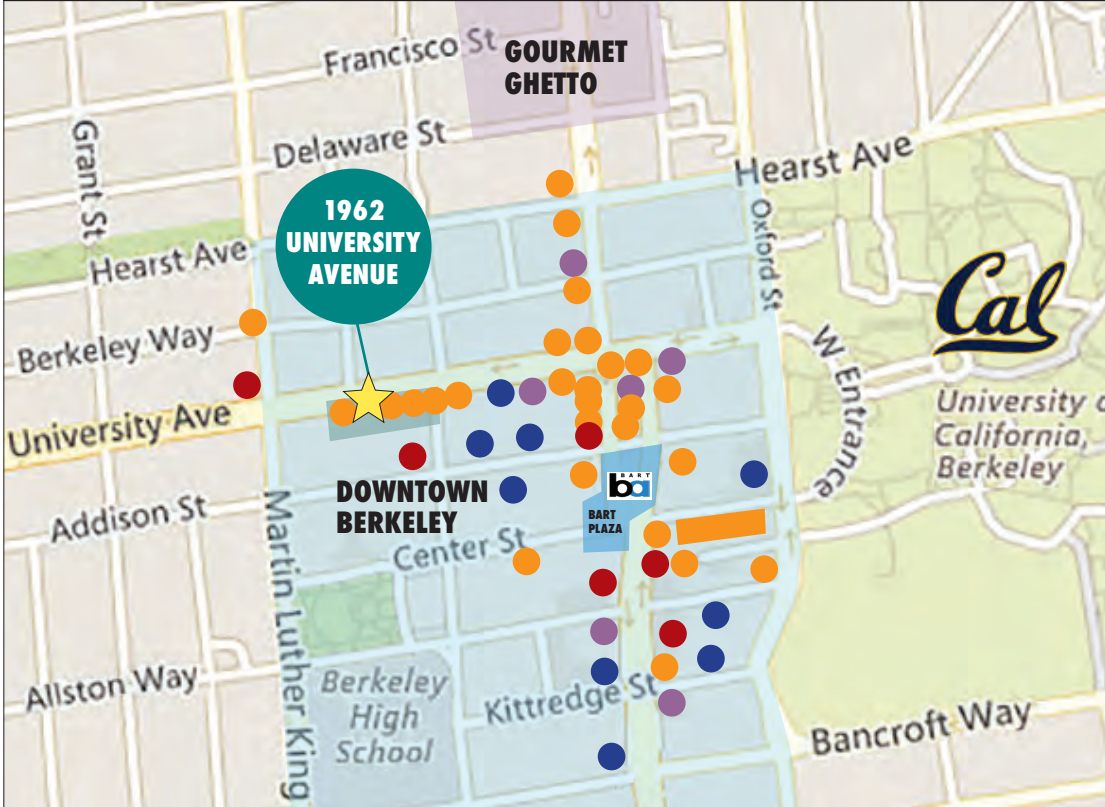 Francisco St
GOURMET
GHETTO
Delaware St
Grant St
Hearst Ave
1962
UNIVERSITY
AVENUE
Hearst Ave
Oxford St
Cal
Berkeley Way
W Entrance
University Ave
University o
California,
Berkeley
DOWNTOWN
BERKELEY
BART
ba
BART
PLAZA
Addison St
Center St
Martin Luther King
Allston Way
Berkeley
High
School
Kittredge St
Bancroft Way